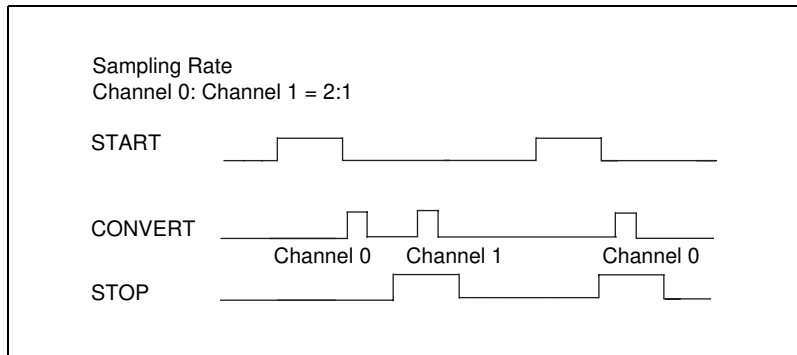 Sampling Rate
Channel 0: Channel 1 = 2:1
START
CONVERT
Channel 0 Channel 1 Channel 0
STOP